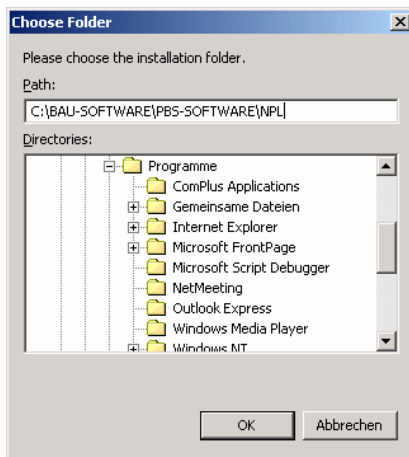 Choose Folder
Please choose the installation folder.
Path:
C:\BAU-SOFTWARE\PBS-SOFTWARE\NPL
Directories:
Programme
ComPlus Applications
Gemeinsame Dateien
Internet Explorer
Microsoft FrontPage
Microsoft Script Debugger
NetMeeting
Outlook Express
Windows Media Player
Windows NT
OK Abbrechen